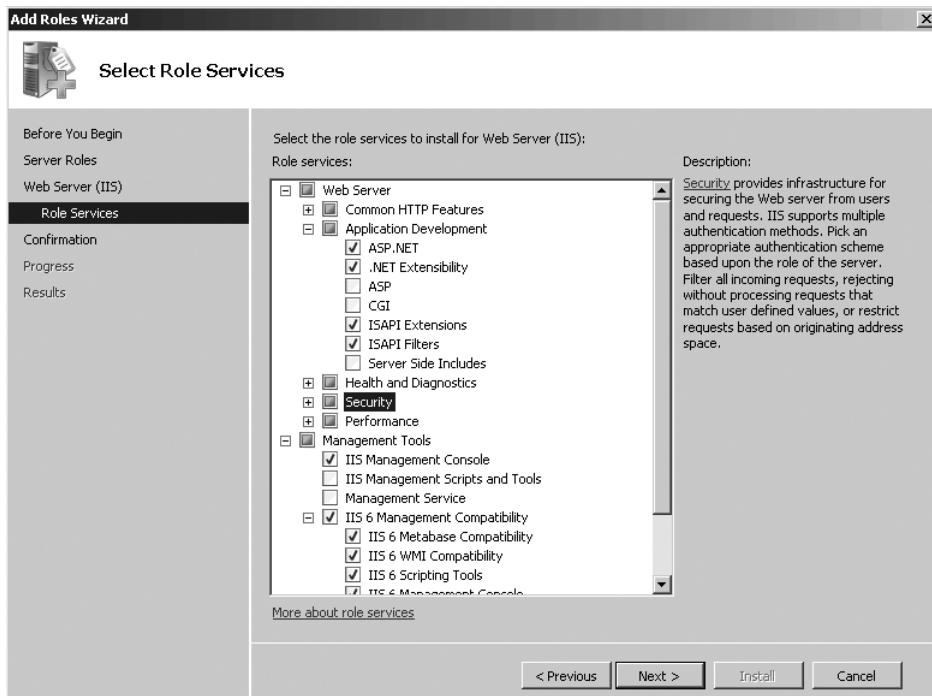 Add Roles Wizard
Select Role Services
Before You Begin
Server Roles
Web Server (IIS)
Role Services
Confirmation
Progress
Results
Select the role services to install for Web Server (IIS):
Role services:
Web Server
Common HTTP Features
Application Development
ASP.NET
.NET Extensibility
ASP
CGI
ISAPI Extensions
ISAPI Filters
Server Side Includes
Health and Diagnostics
Security
Performance
Management Tools
IIS Management Console
IIS Management Scripts and Tools
Management Service
IIS 6 Management Compatibility
IIS 6 Metabase Compatibility
IIS 6 WMI Compatibility
IIS 6 Scripting Tools
IIS 6 Management Console
More about role services
Description:
Security provides infrastructure for
securing the Web server from users
and requests. IIS supports multiple
authentication methods. Pick an
appropriate authentication scheme
based upon the role of the server.
Filter all incoming requests, rejecting
without processing requests that
match user defined values, or restrict
requests based on originating address
space.
< Previous
Next >
Install
Cancel